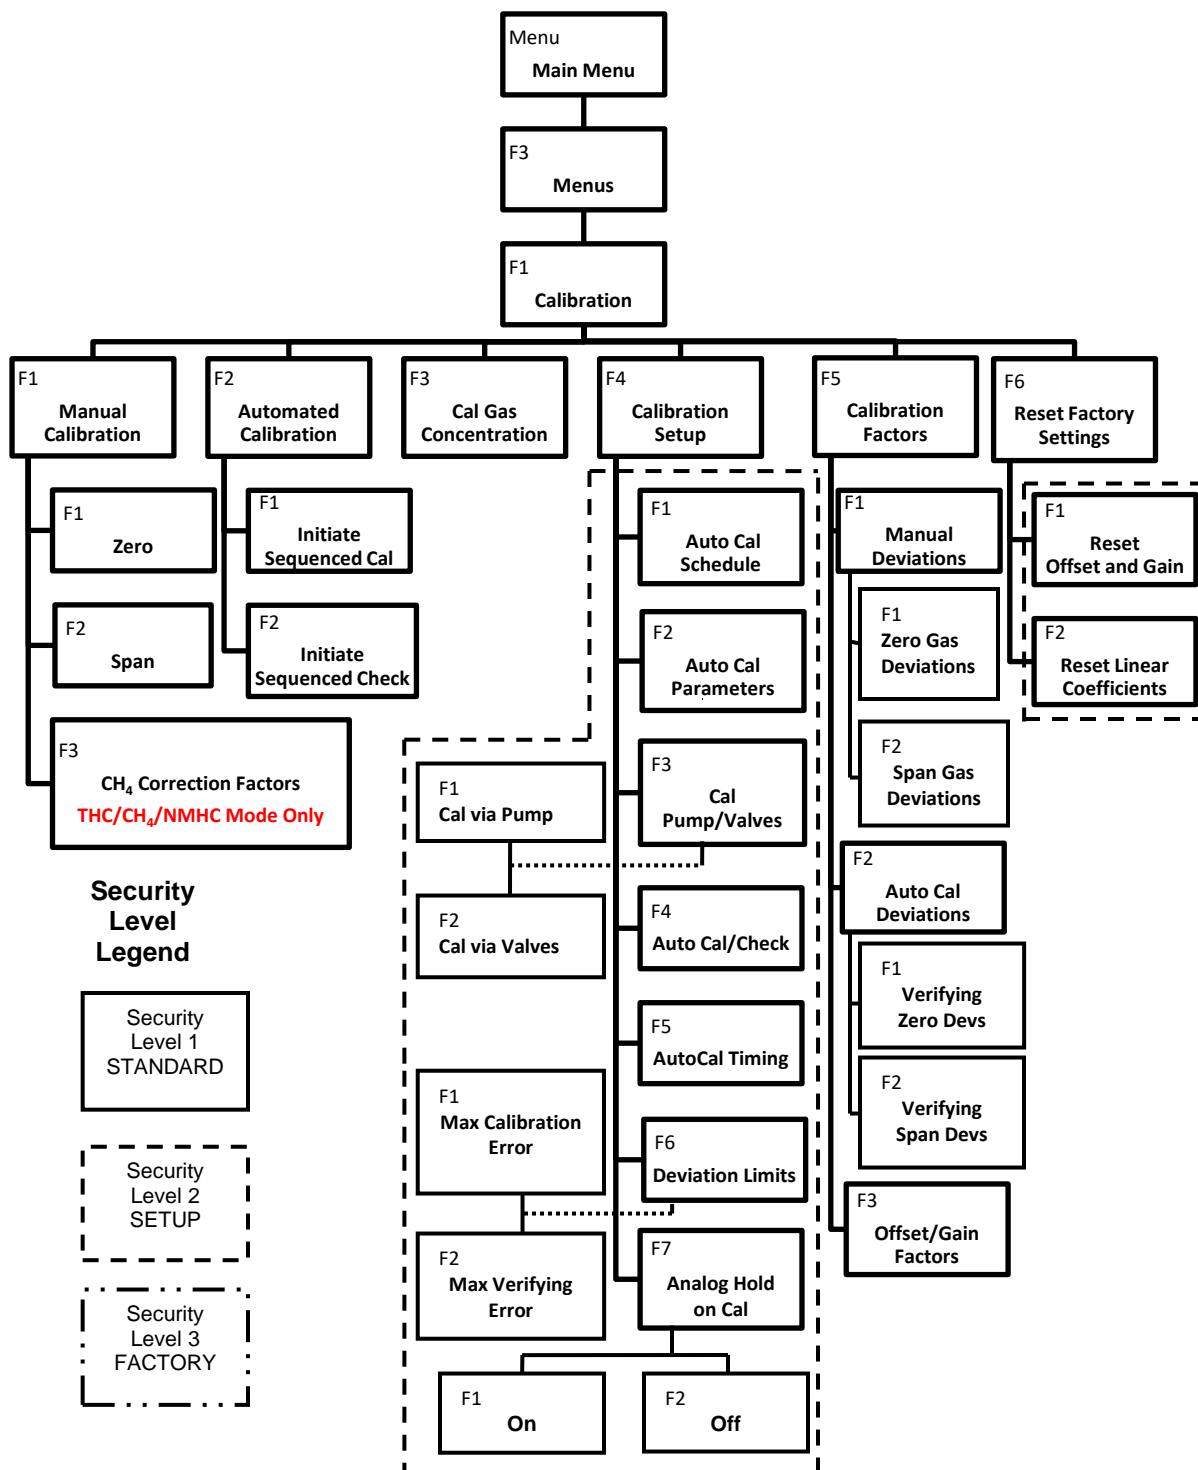 Menu
Main Menu
F3
Menus
F1
Calibration
F1
Manual
Calibration
F2
Automated
Calibration
F3
Cal Gas
Concentration
F4
Calibration
Setup
F5
Calibration
Factors
F6
Reset Factory
Settings
F1
Zero
F2
Span
F3
CH₄ Correction Factors
THC/CH₄/NMHC Mode Only
F1
Initiate
Sequenced Cal
F2
Initiate
Sequenced Check
F1
Auto Cal
Schedule
F2
Auto Cal
Parameters
F3
Cal
Pump/Valves
F1
Cal via Pump
F2
Cal via Valves
F4
Auto Cal/Check
F5
AutoCal Timing
F6
Deviation Limits
F1
Max Calibration
Error
F2
Max Verifying
Error
F7
Analog Hold
on Cal
F1
On
F2
Off
F1
Manual
Deviations
F1
Zero Gas
Deviations
F2
Span Gas
Deviations
F2
Auto Cal
Deviations
F1
Verifying
Zero Devs
F2
Verifying
Span Devs
F3
Offset/Gain
Factors
F1
Reset
Offset and Gain
F2
Reset Linear
Coefficients
Security
Level
Legend
Security
Level 1
STANDARD
Security
Level 2
SETUP
Security
Level 3
FACTORY